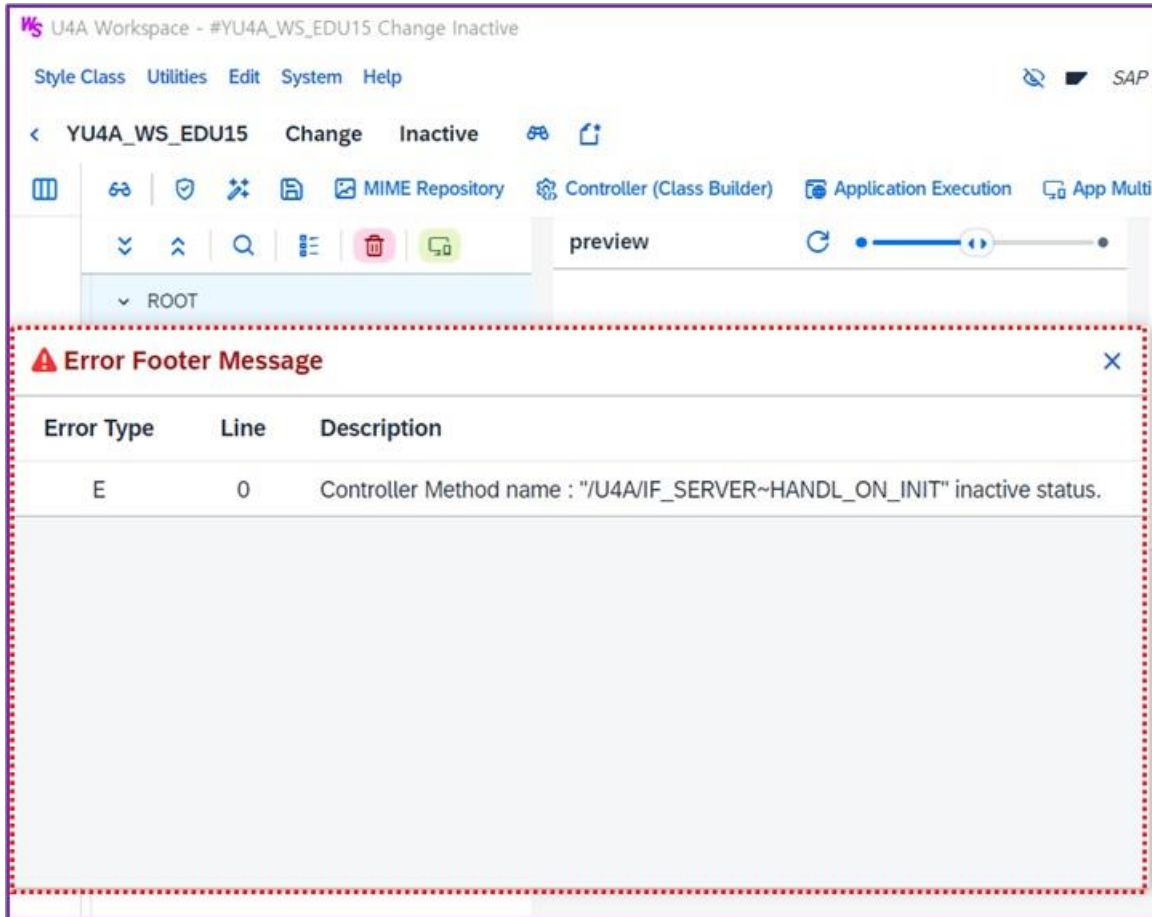 WS U4A Workspace - #YU4A_WS_EDU15 Change Inactive
Style Class Utilities Edit System Help SAP
YU4A_WS_EDU15 Change Inactive
MIME Repository Controller (Class Builder) Application Execution App Multi
preview
ROOT
Error Footer Message
Error Type Line Description
E 0 Controller Method name : "/U4A/IF_SERVER~HANDL_ON_INIT" inactive status.